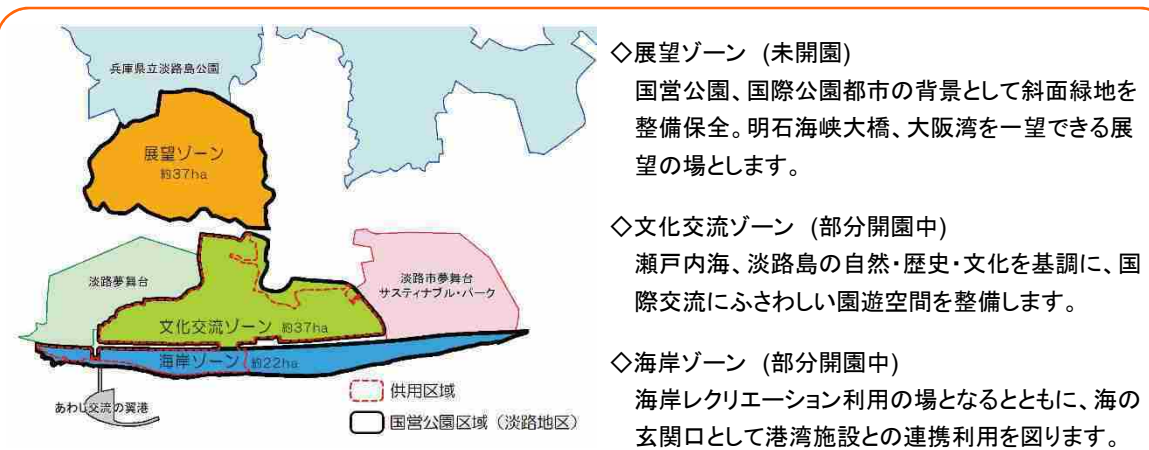 兵庫県立淡路島公園
展望ゾーン
約37ha
淡路夢舞台
淡路市夢舞台
サスティナブル・パーク
文化交流ゾーン 約37ha
海岸ゾーン 約22ha
あわじ交流の翼港
供用区域
国営公園区域（淡路地区）
◇展望ゾーン (未開園)
国営公園、国際公園都市の背景として斜面緑地を
整備保全。明石海峡大橋、大阪湾を一望できる展
望の場とします。
◇文化交流ゾーン (部分開園中)
瀬戸内海、淡路島の自然・歴史・文化を基調に、国
際交流にふさわしい園遊空間を整備します。
◇海岸ゾーン (部分開園中)
海岸レクリエーション利用の場となるとともに、海の
玄関口として港湾施設との連携利用を図ります。